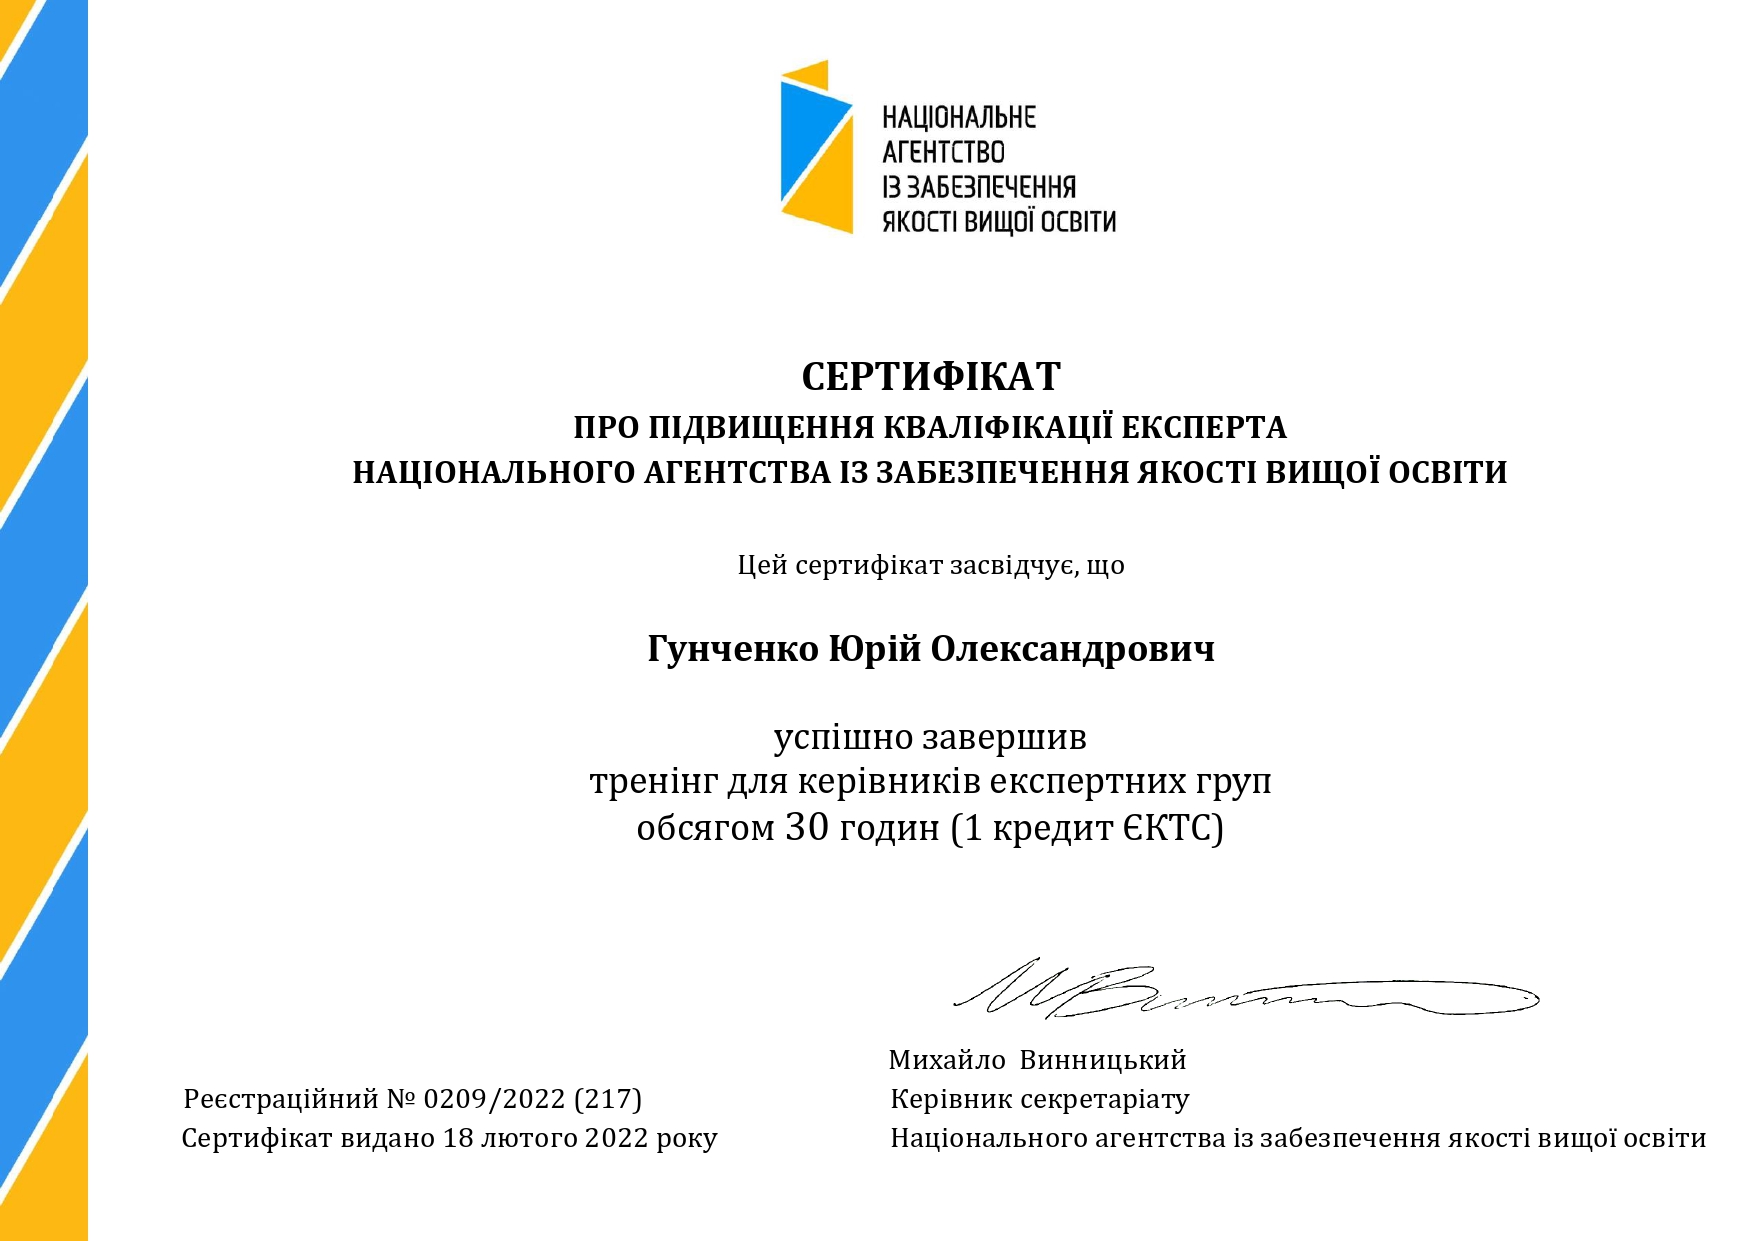 НАЦІОНАЛЬНЕ
АГЕНТСТВО
ІЗ ЗАБЕЗПЕЧЕННЯ
ЯКОСТІ ВИЩОЇ ОСВІТИ
СЕРТИФІКАТ
ПРО ПІДВИЩЕННЯ КВАЛІФІКАЦІЇ ЕКСПЕРТА
НАЦІОНАЛЬНОГО АГЕНТСТВА ІЗ ЗАБЕЗПЕЧЕННЯ ЯКОСТІ ВИЩОЇ ОСВІТИ
Цей сертифікат засвідчує, що
Гунченко Юрій Олександрович
успішно завершив
тренінг для керівників експертних груп
обсягом 30 годин (1 кредит ЄКТС)
Реєстраційний № 0209/2022 (217)
Сертифікат видано 18 лютого 2022 року
Михайло Винницький
Керівник секретаріату
Національного агентства із забезпечення якості вищої освіти